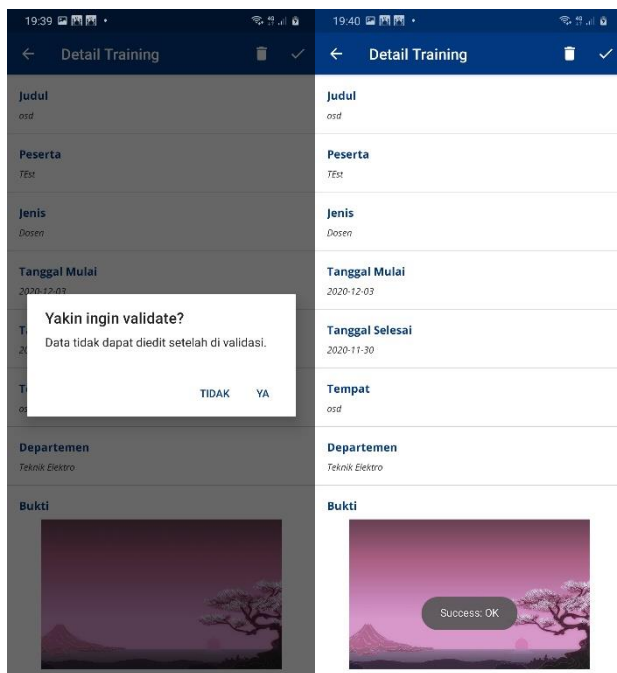 19:39
Detail Training
Judul
osd
Peserta
TEst
Jenis
Dosen
Tanggal Mulai
2020-12-03
Yakin ingin validate?
Data tidak dapat diedit setelah di validasi.
TIDAK YA
Departemen
Teknik Elektro
Bukti
19:40
Detail Training
Judul
osd
Peserta
TEst
Jenis
Dosen
Tanggal Mulai
2020-12-03
Tanggal Selesai
2020-11-30
Tempat
osd
Departemen
Teknik Elektro
Bukti
Success: OK